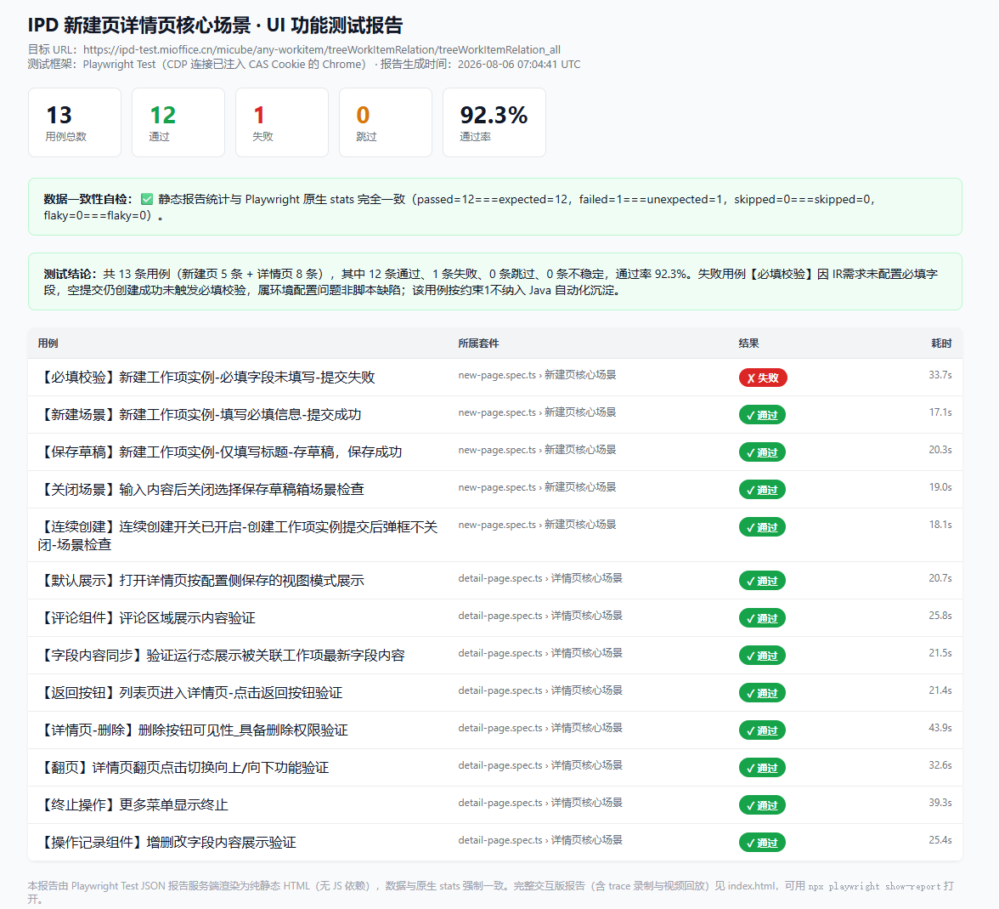 IPD 新建页详情页核心场景 · UI 功能测试报告
目标 URL：https://ipd-test.mioffice.cn/micube/any-workitem/treeWorkItemRelation/treeWorkItemRelation_all
测试框架：Playwright Test（CDP 连接已注入 CAS Cookie 的 Chrome） · 报告生成时间：2026-08-06 07:04:41 UTC
13 12 1 0 92.3%
用例总数 通过 失败 跳过 通过率
数据一致性自检：✅ 静态报告统计与 Playwright 原生 stats 完全一致（passed=12===expected=12，failed=1===unexpected=1，skipped=0===skipped=0，
flaky=0===flaky=0）。
测试结论：共 13 条用例（新建页 5 条 + 详情页 8 条），其中 12 条通过、1 条失败、0 条跳过、0 条不稳定，通过率 92.3%。失败用例【必填校验】因 IR需求未配置必填字
段，空提交仍创建成功未触发必填校验，属环境配置问题非脚本缺陷；该用例按约束1不纳入 Java 自动化沉淀。
用例 所属套件 结果 耗时
【必填校验】新建工作项实例-必填字段未填写-提交失败 new-page.spec.ts › 新建页核心场景 ✗ 失败 33.7s
【新建场景】新建工作项实例-填写必填信息-提交成功 new-page.spec.ts › 新建页核心场景 ✓ 通过 17.1s
【保存草稿】新建工作项实例-仅填写标题-存草稿，保存成功 new-page.spec.ts › 新建页核心场景 ✓ 通过 20.3s
【关闭场景】输入内容后关闭选择保存草稿箱场景检查 new-page.spec.ts › 新建页核心场景 ✓ 通过 19.0s
【连续创建】连续创建开关已开启-创建工作项实例提交后弹框不关 new-page.spec.ts › 新建页核心场景 ✓ 通过 18.1s
闭-场景检查
【默认展示】打开详情页按配置侧保存的视图模式展示 detail-page.spec.ts › 详情页核心场景 ✓ 通过 20.7s
【评论组件】评论区域展示内容验证 detail-page.spec.ts › 详情页核心场景 ✓ 通过 25.8s
【字段内容同步】验证运行态展示被关联工作项最新字段内容 detail-page.spec.ts › 详情页核心场景 ✓ 通过 21.5s
【返回按钮】列表页进入详情页-点击返回按钮验证 detail-page.spec.ts › 详情页核心场景 ✓ 通过 21.4s
【详情页-删除】删除按钮可见性_具备删除权限验证 detail-page.spec.ts › 详情页核心场景 ✓ 通过 43.9s
【翻页】详情页翻页点击切换向上/向下功能验证 detail-page.spec.ts › 详情页核心场景 ✓ 通过 32.6s
【终止操作】更多菜单显示终止 detail-page.spec.ts › 详情页核心场景 ✓ 通过 39.3s
【操作记录组件】增删改字段内容展示验证 detail-page.spec.ts › 详情页核心场景 ✓ 通过 25.4s
本报告由 Playwright Test JSON 报告服务端渲染为纯静态 HTML（无 JS 依赖），数据与原生 stats 强制一致。完整交互版报告（含 trace 录制与视频回放）见 index.html，可用 npx playwright show-report 打
开。